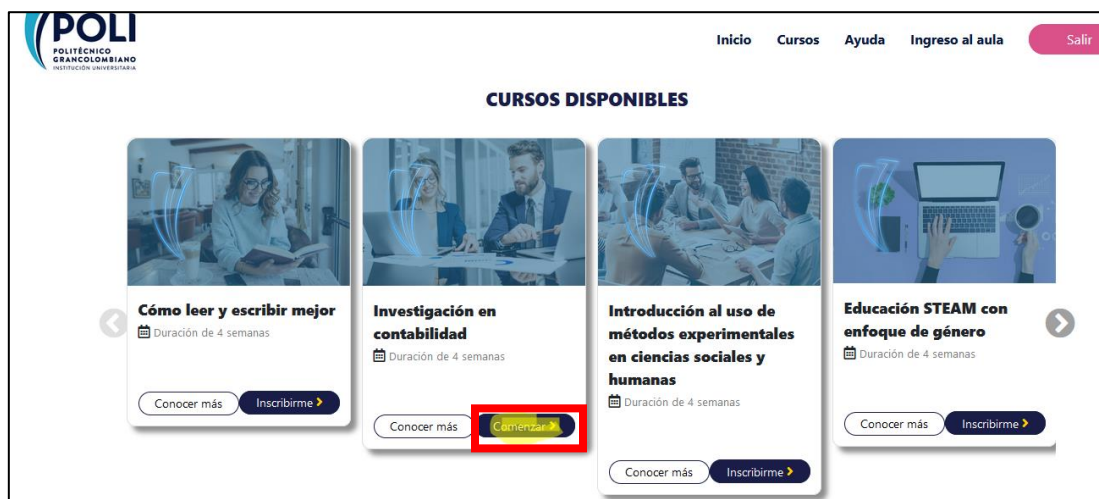 POLI
POLITÉCNICO
GRANCOLOMBIANO
INSTITUCIÓN UNIVERSITARIA
Inicio Cursos Ayuda Ingreso al aula Salir
CURSOS DISPONIBLES
Cómo leer y escribir mejor
Duración de 4 semanas
Conocer más Inscribirme
Investigación en
contabilidad
Duración de 4 semanas
Conocer más Comenzar
Introducción al uso de
métodos experimentales
en ciencias sociales y
humanas
Duración de 4 semanas
Conocer más Inscribirme
Educación STEAM con
enfoque de género
Duración de 4 semanas
Conocer más Inscribirme